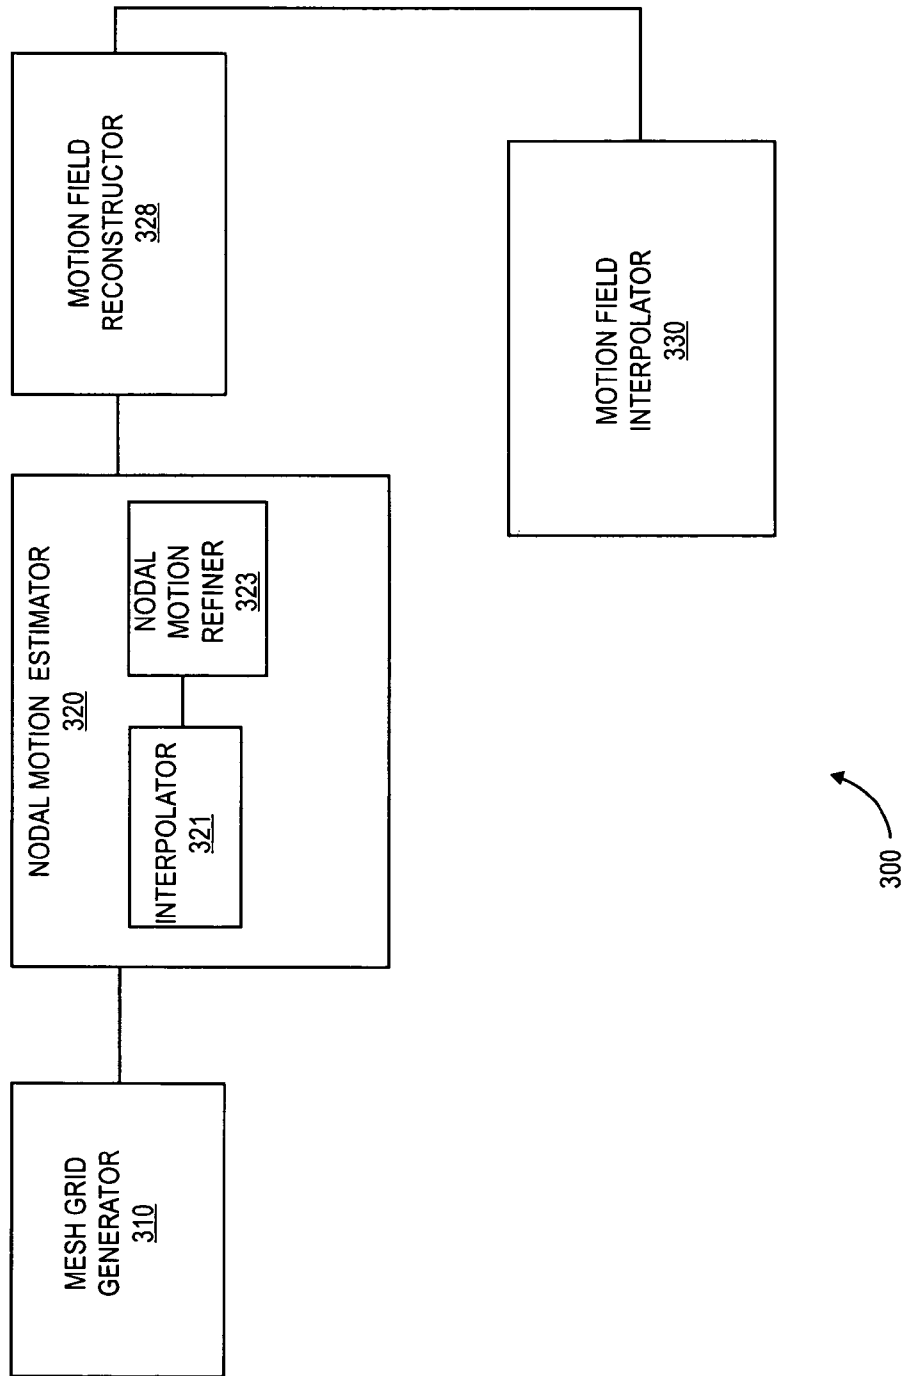 MESH GRID
GENERATOR
310
NODAL MOTION ESTIMATOR
320
INTERPOLATOR
321
NODAL
MOTION
REFINER
323
MOTION FIELD
RECONSTRUCTOR
328
MOTION FIELD
INTERPOLATOR
330
300